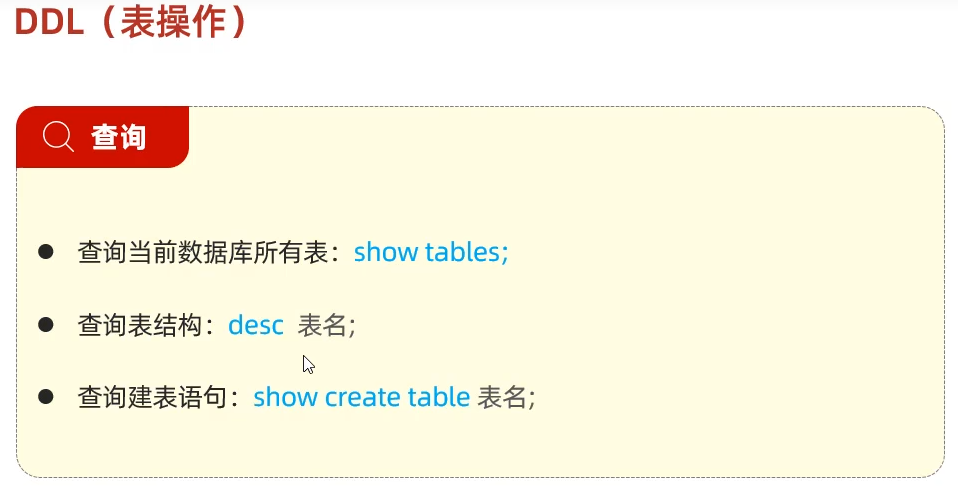 DDL（表操作）
查询
查询当前数据库所有表：show tables;
查询表结构：desc 表名;
查询建表语句：show create table 表名;